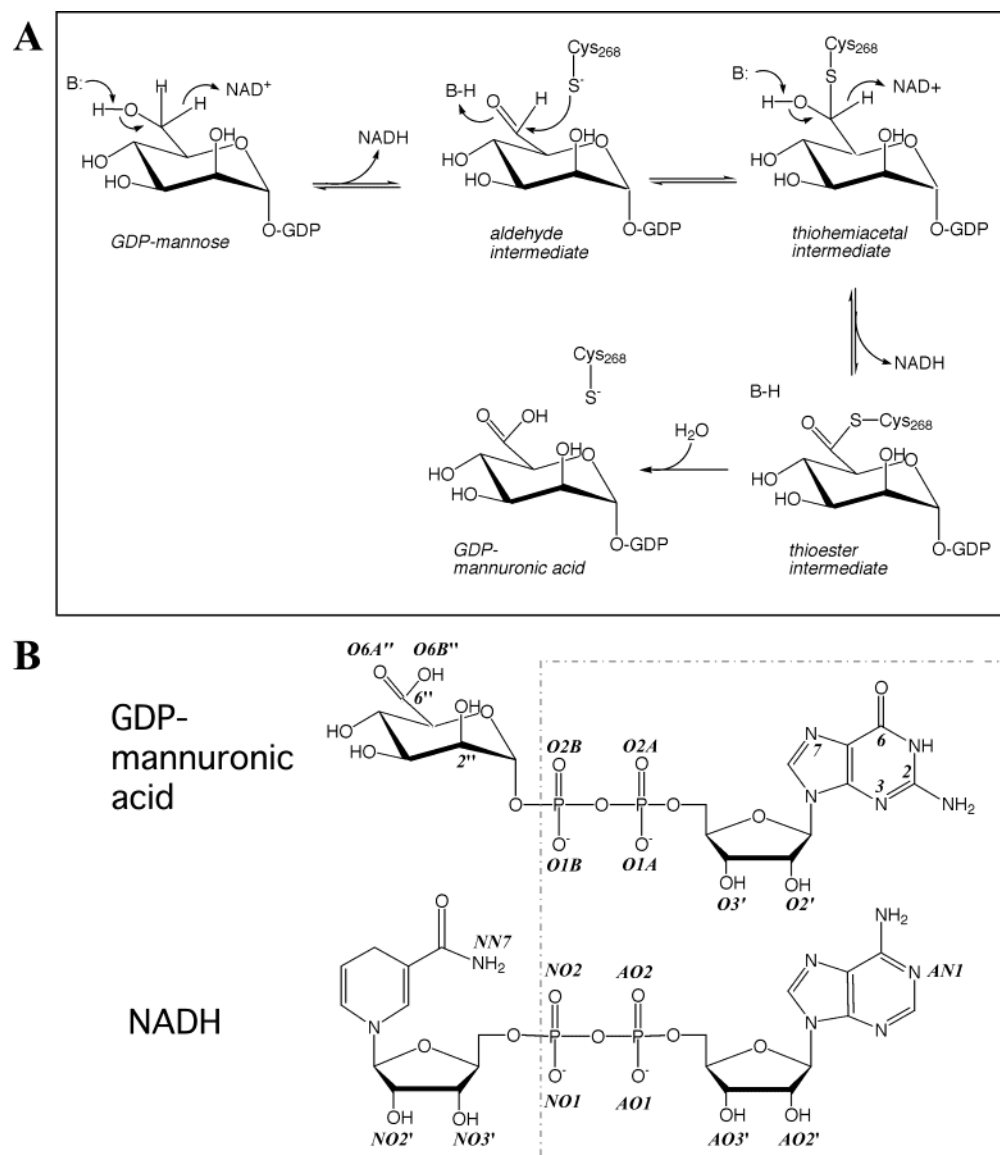 A
B:
H
H
H
O
NAD+
HO
HO
OH
O
O-GDP
GDP-mannose
NADH
Cys268
S-
B-H
O
H
HO
HO
OH
O
O-GDP
aldehyde
intermediate
Cys268
S
B:
H
O
H
NAD+
HO
HO
OH
O
O-GDP
thiohemiacetal
intermediate
NADH
Cys268
S-
O
OH
HO
HO
OH
O
O-GDP
GDP-
mannuronic acid
H2O
B-H
O
S
Cys268
HO
HO
OH
O
O-GDP
thioester
intermediate
B
GDP-
mannuronic
acid
O6A''
O6B''
O
OH
6''
HO
HO
OH
O
2''
O
O2B
O
P
O-
O1B
O
O2A
O
P
O-
O1A
O
O
OH
OH
O3'
O2'
N
7
N
O
6
NH
2
3
N
NH2
NADH
O
NN7
NH2
N
O
OH
OH
NO2'
NO3'
O
NO2
O
P
O-
NO1
O
AO2
O
P
O-
AO1
O
O
OH
OH
AO3'
AO2'
NH2
N
N
N
AN1
N